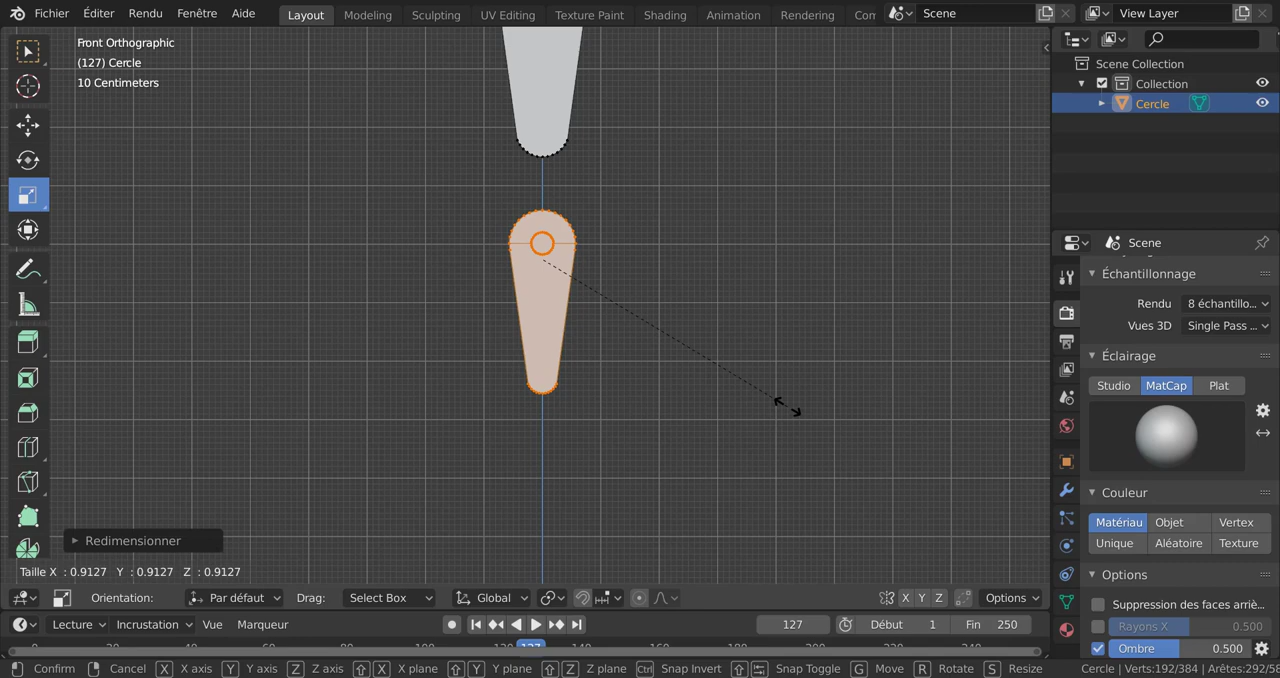 Fichier Éditer Rendu Fenêtre Aide Layout Modeling Sculpting UV Editing Texture Paint Shading Animation Rendering Com Scene View Layer
Front Orthographic
(127) Cercle
10 Centimeters
Scene Collection
Collection
Cercle
Scene
Échantillonnage
Rendu 8 échantillo...
Vues 3D Single Pass ...
Éclairage
Studio MatCap Plat
Couleur
Matériau Objet Vertex
Unique Aléatoire Texture
Options
Suppression des faces arriè...
Rayons X 0.500
Ombre 0.500
Redimensionner
Taille X : 0.9127 Y : 0.9127 Z : 0.9127
Orientation: Par défaut Drag: Select Box Global X Y Z Options
Lecture Incrustation Vue Marqueur 127 Début 1 Fin 250
Confirm Cancel X X axis Y Y axis Z Z axis X X plane Y Y plane Z Z plane Ctrl Snap Invert Snap Toggle G Move R Rotate S Resize Cercle | Verts:192/384 | Arêtes:292/58